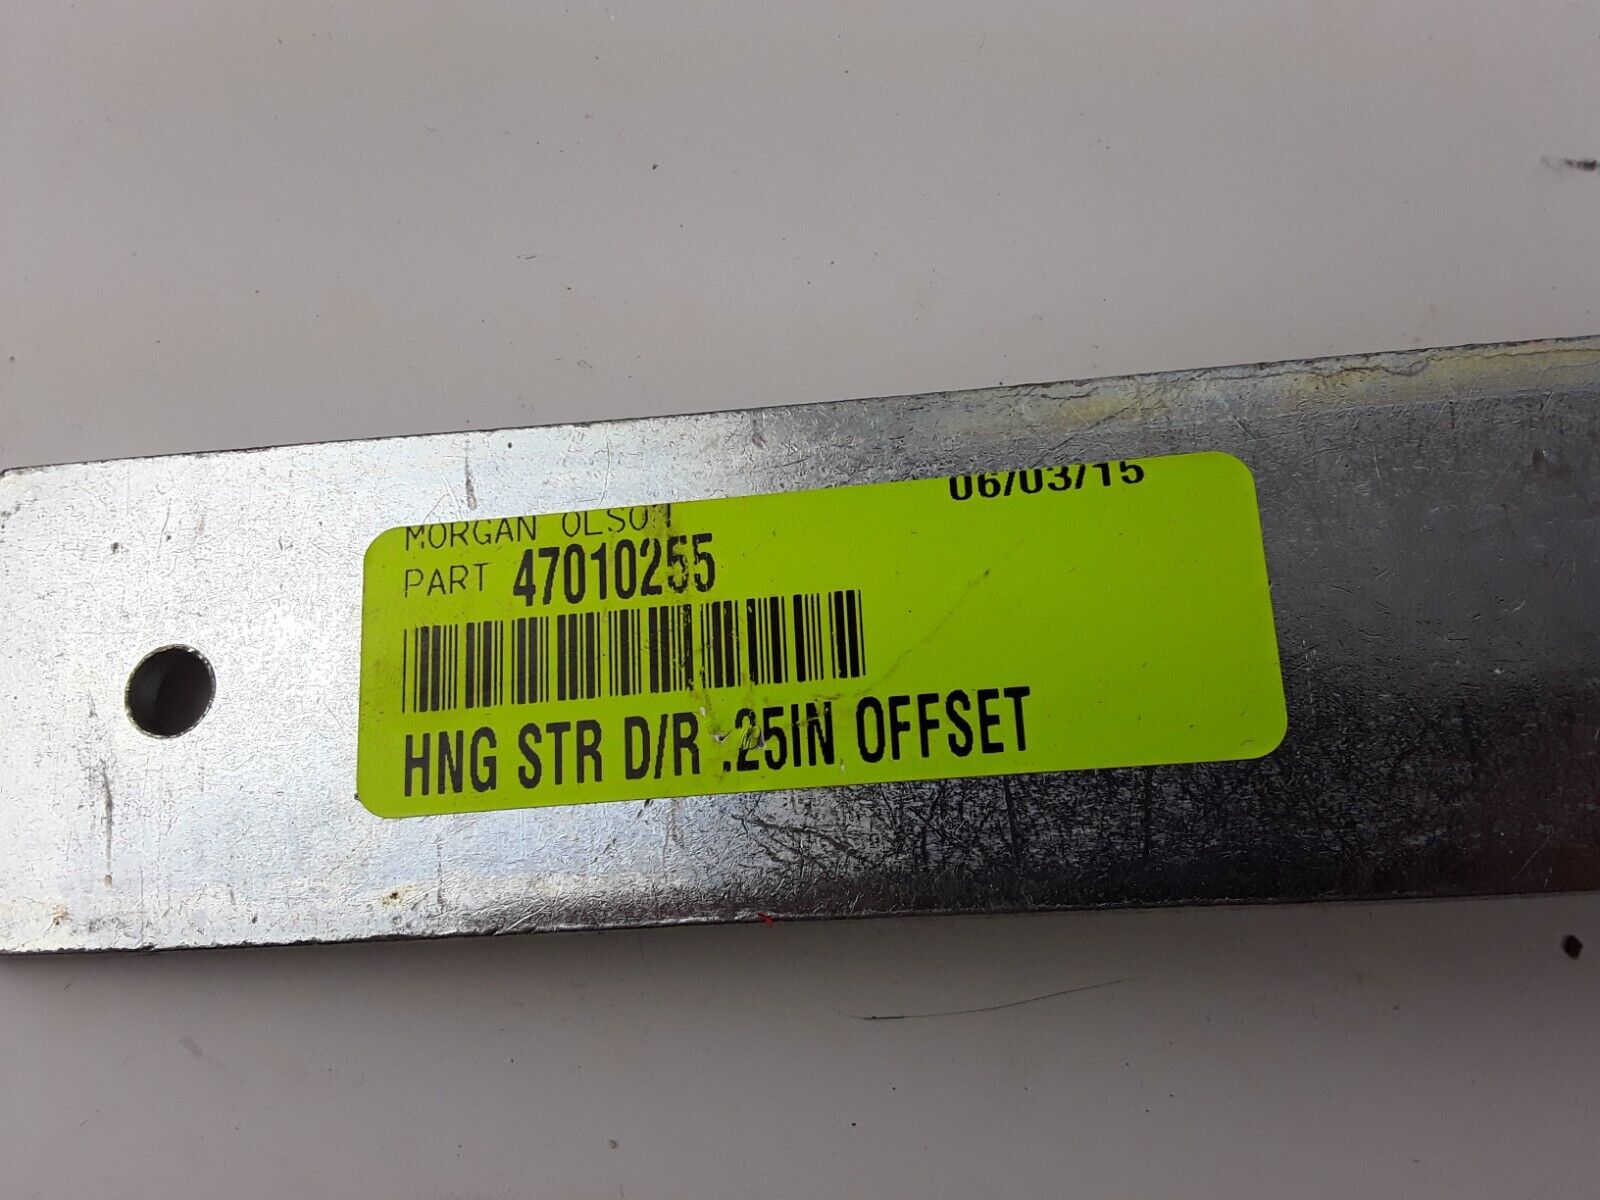 06/03/15
MORGAN OLSON
PART 47010255
HNG STR D/R .25IN OFFSET